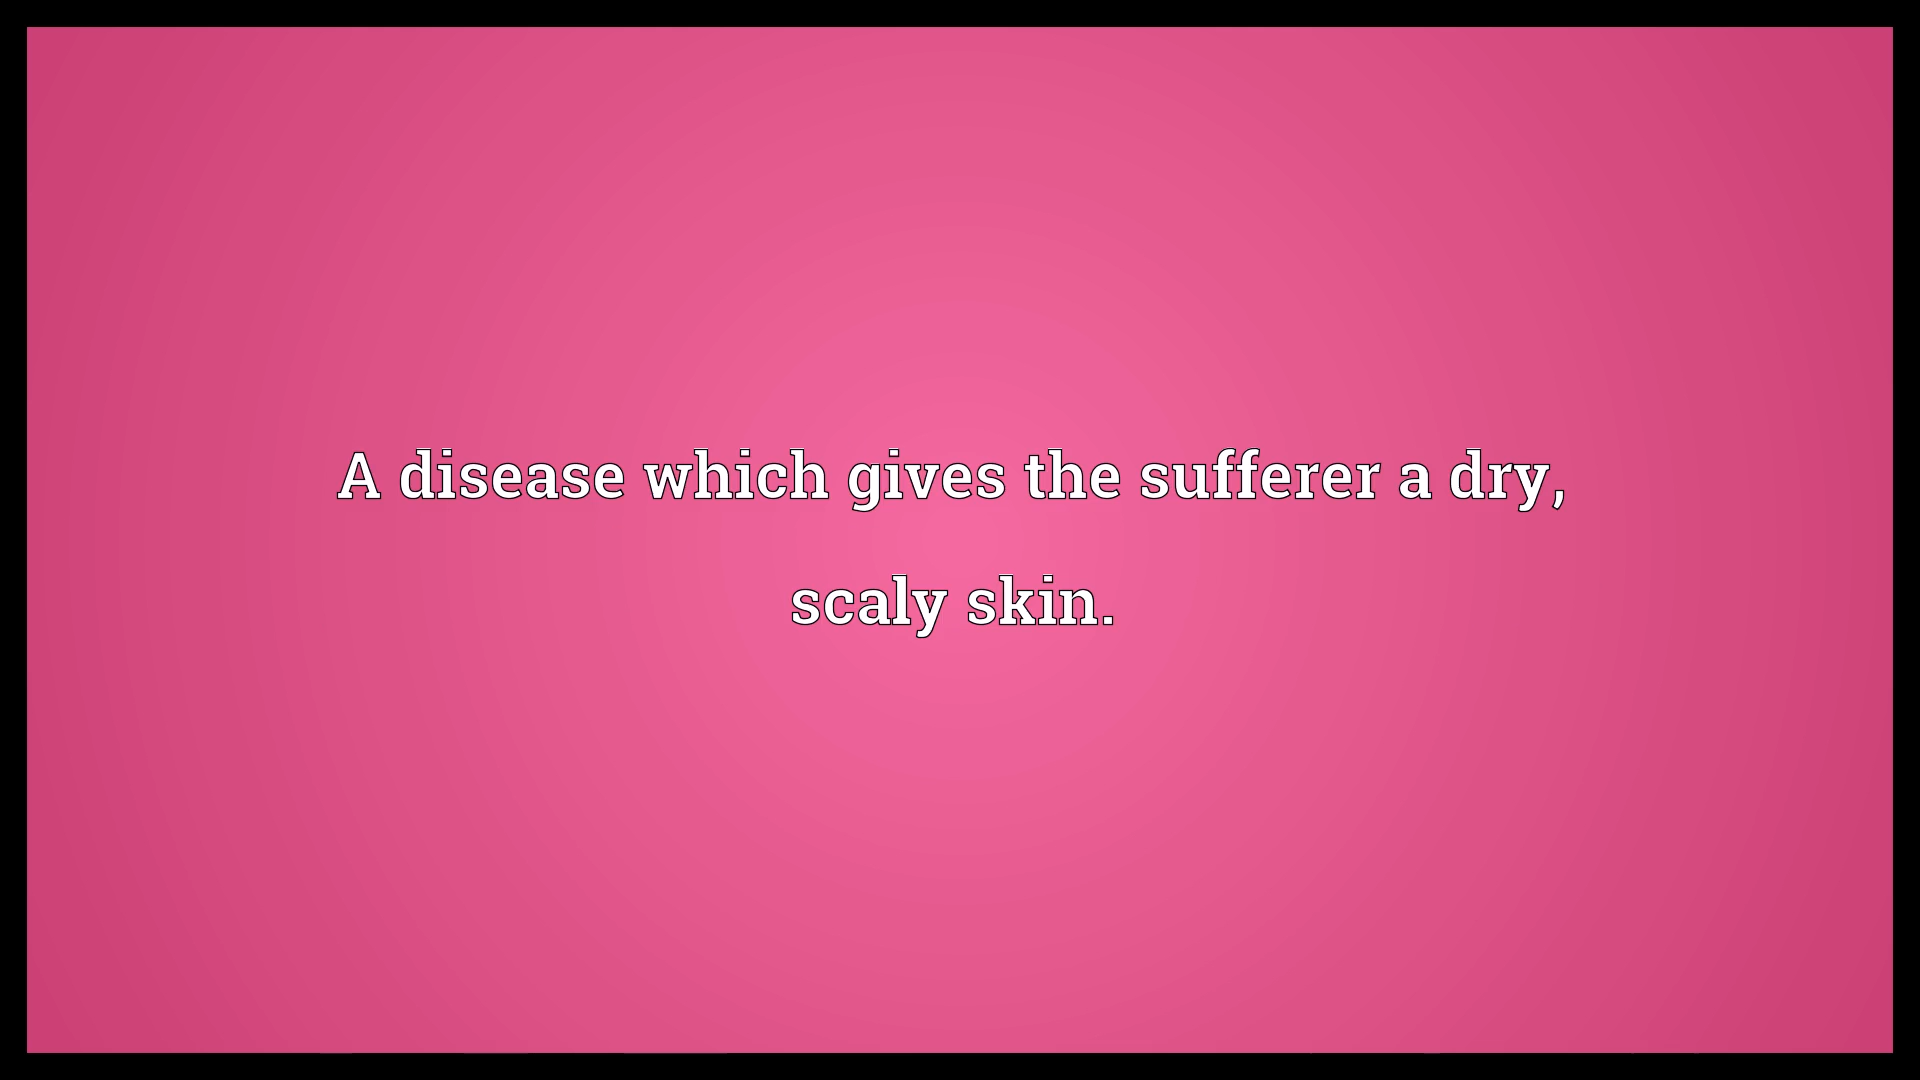 A disease which gives the sufferer a dry,
scaly skin.